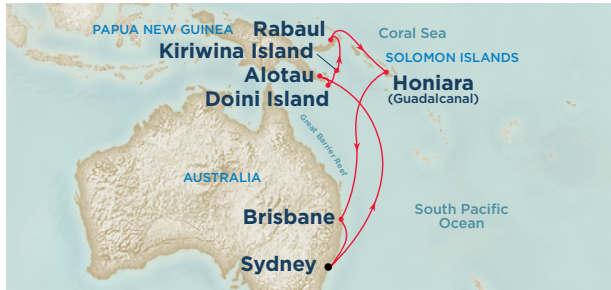 PAPUA NEW GUINEA
Rabaul
Coral Sea
Kiriwina Island
SOLOMON ISLANDS
Alotau
Honiara
(Guadalcanal)
Doini Island
Great Barrier Reef
AUSTRALIA
Brisbane
South Pacific
Ocean
Sydney